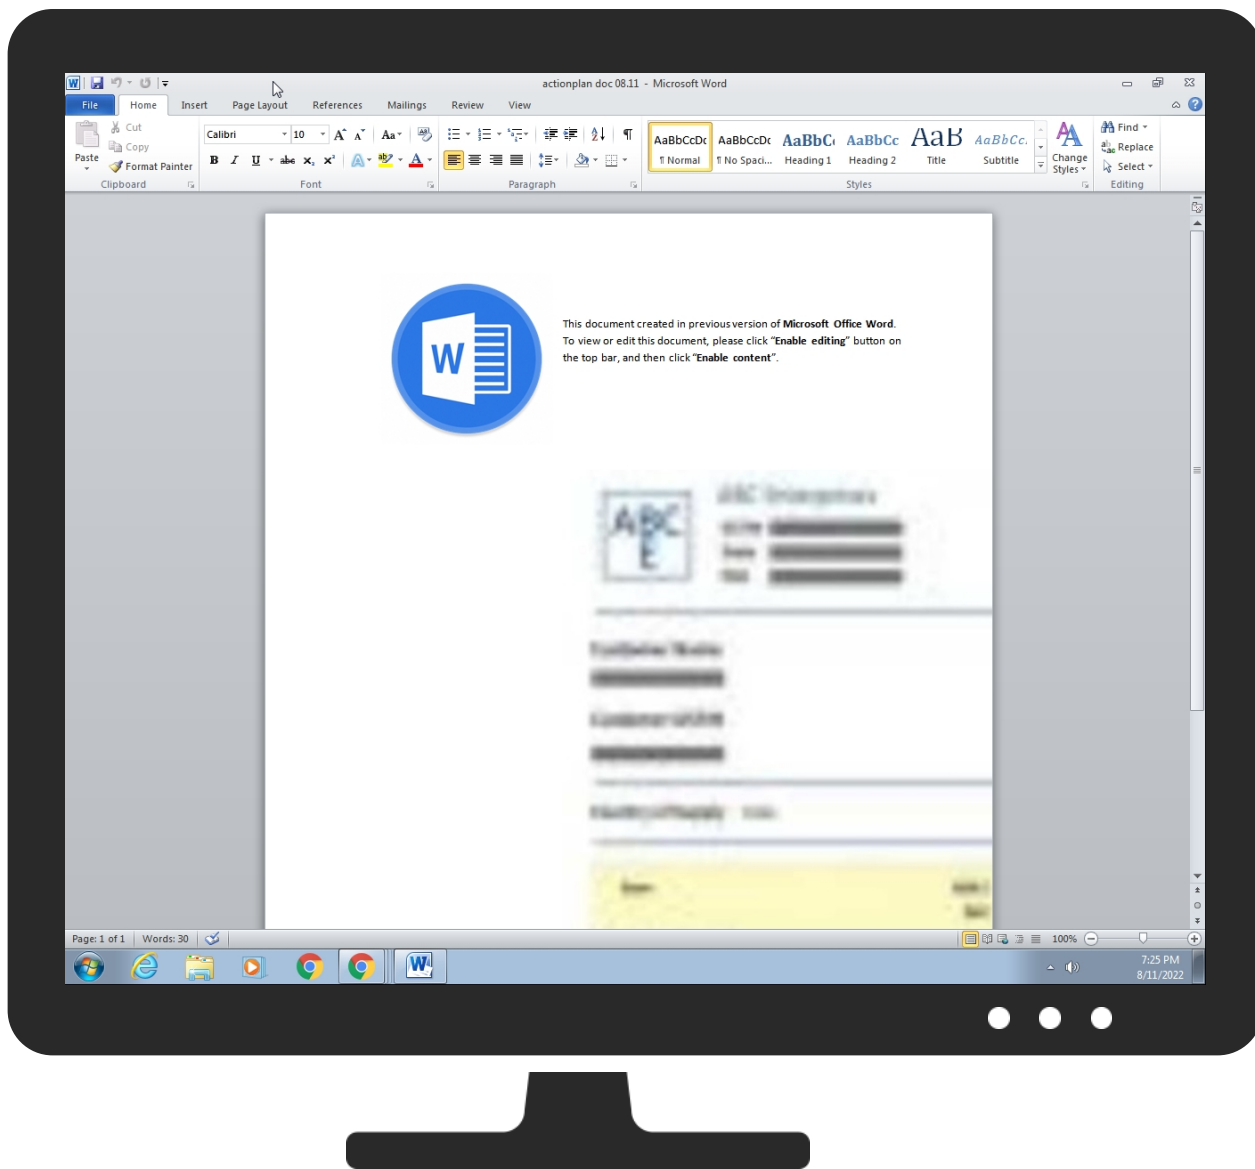 W
actionplan doc 08.11 - Microsoft Word
File Home Insert Page Layout References Mailings Review View
Paste
Cut
Copy
Format Painter
Clipboard
Calibri 10
Font
Paragraph
AaBbCcDc AaBbCcDc AaBbC AaBbCc AaB AaBbCc.
¶ Normal ¶ No Spaci... Heading 1 Heading 2 Title Subtitle
Styles
Change
Styles
Find
Replace
Select
Editing
W
This document created in previous version of Microsoft Office Word.
To view or edit this document, please click “Enable editing” button on
the top bar, and then click “Enable content”.
ABC
E
Page: 1 of 1 Words: 30 100%
W
7:25 PM
8/11/2022